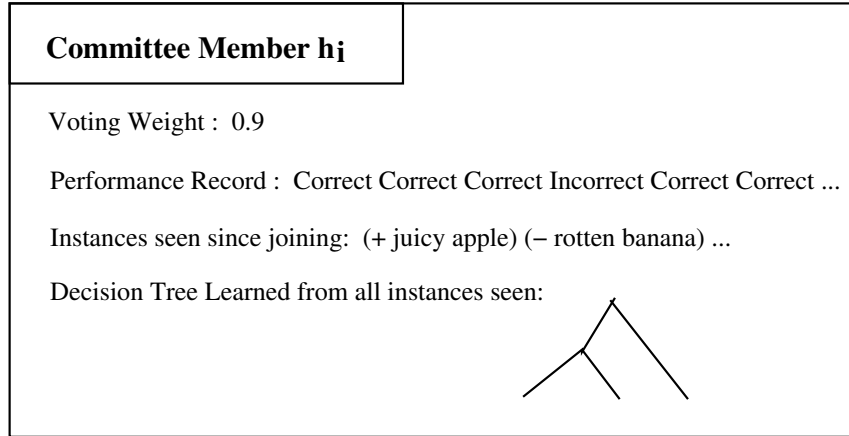 Committee Member hi
Voting Weight : 0.9
Performance Record : Correct Correct Correct Incorrect Correct Correct ...
Instances seen since joining: (+ juicy apple) (− rotten banana) ...
Decision Tree Learned from all instances seen: